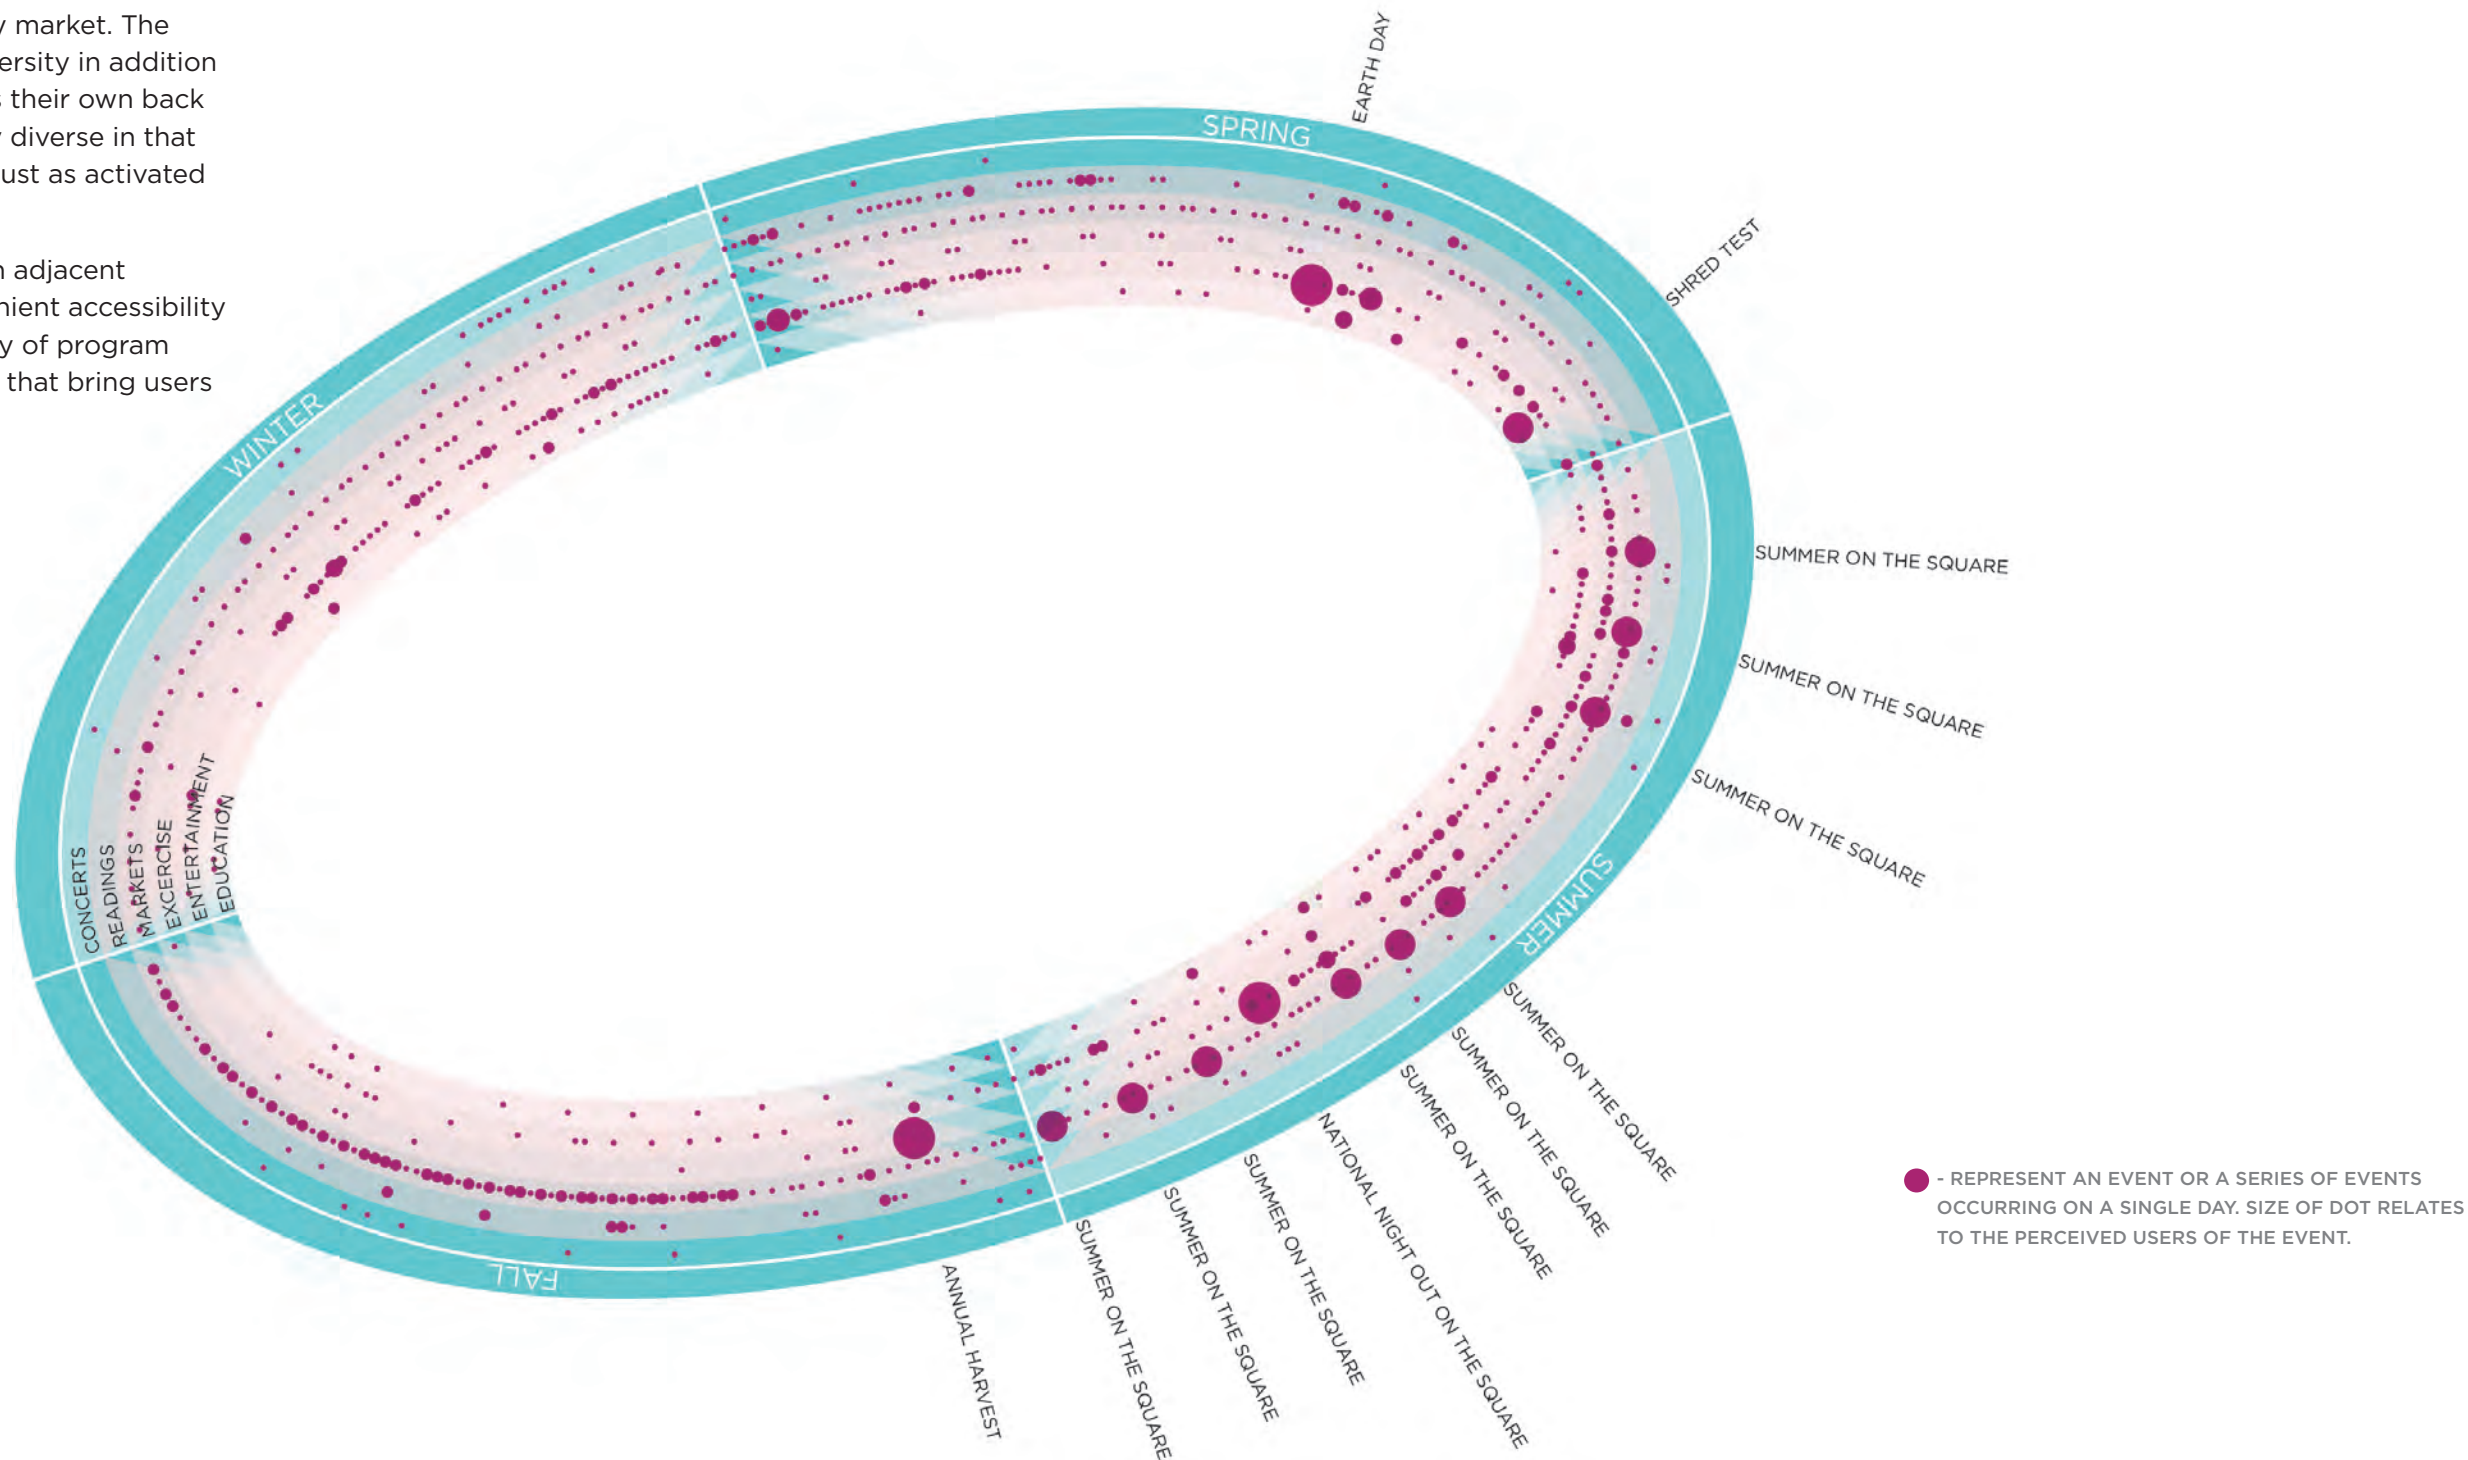 y market. The
ersity in addition
s their own back
y diverse in that
ust as activated
n adjacent
nient accessibility
y of program
that bring users
EARTH DAY
SPRING
SHRED TEST
WINTER
SUMMER ON THE SQUARE
SUMMER ON THE SQUARE
SUMMER ON THE SQUARE
CONCERTS
READINGS
MARKETS
EXCERCISE
ENTERTAINMENT
EDUCATION
SUMMER
SUMMER ON THE SQUARE
SUMMER ON THE SQUARE
SUMMER ON THE SQUARE
NATIONAL NIGHT OUT ON THE SQUARE
SUMMER ON THE SQUARE
SUMMER ON THE SQUARE
SUMMER ON THE SQUARE
ANNUAL HARVEST
FALL
- REPRESENT AN EVENT OR A SERIES OF EVENTS
OCCURRING ON A SINGLE DAY. SIZE OF DOT RELATES
TO THE PERCEIVED USERS OF THE EVENT.